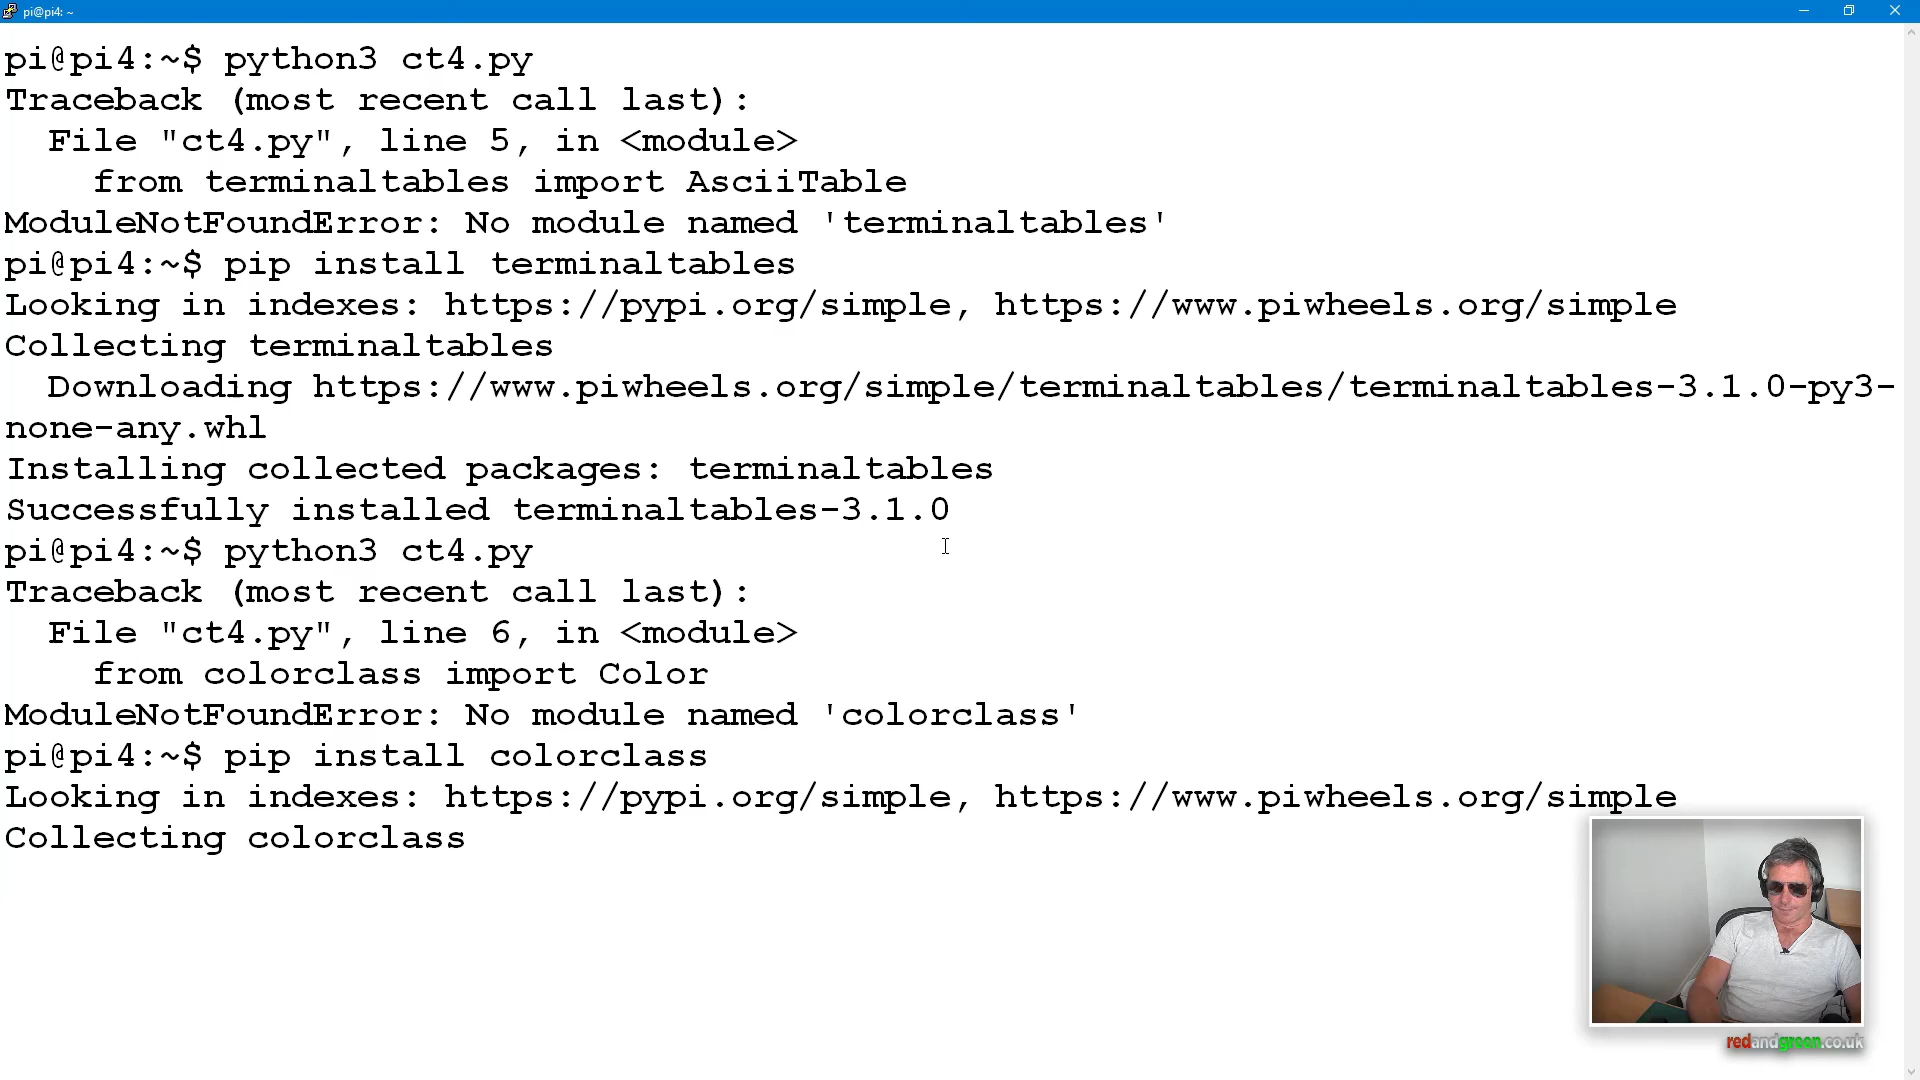 pi@pi4: ~
pi@pi4:~$ python3 ct4.py
Traceback (most recent call last):
  File "ct4.py", line 5, in <module>
    from terminaltables import AsciiTable
ModuleNotFoundError: No module named 'terminaltables'
pi@pi4:~$ pip install terminaltables
Looking in indexes: https://pypi.org/simple, https://www.piwheels.org/simple
Collecting terminaltables
  Downloading https://www.piwheels.org/simple/terminaltables/terminaltables-3.1.0-py3-
none-any.whl
Installing collected packages: terminaltables
Successfully installed terminaltables-3.1.0
pi@pi4:~$ python3 ct4.py
Traceback (most recent call last):
  File "ct4.py", line 6, in <module>
    from colorclass import Color
ModuleNotFoundError: No module named 'colorclass'
pi@pi4:~$ pip install colorclass
Looking in indexes: https://pypi.org/simple, https://www.piwheels.org/simple
Collecting colorclass
redandgreen.co.uk